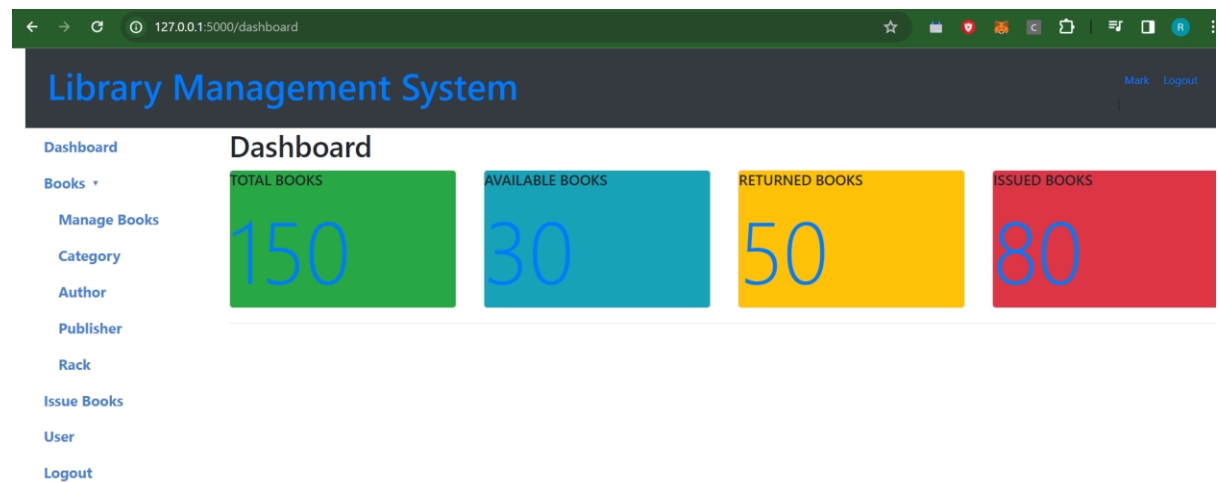 127.0.0.1:5000/dashboard
C
R
Library Management System
Mark Logout
Dashboard
Books
Manage Books
Category
Author
Publisher
Rack
Issue Books
User
Logout
Dashboard
TOTAL BOOKS
150
AVAILABLE BOOKS
30
RETURNED BOOKS
50
ISSUED BOOKS
80